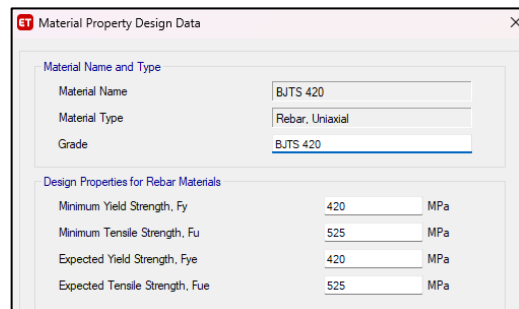 ET Material Property Design Data
Material Name and Type
Material Name BJTS 420
Material Type Rebar, Uniaxial
Grade BJTS 420
Design Properties for Rebar Materials
Minimum Yield Strength, Fy 420 MPa
Minimum Tensile Strength, Fu 525 MPa
Expected Yield Strength, Fye 420 MPa
Expected Tensile Strength, Fue 525 MPa